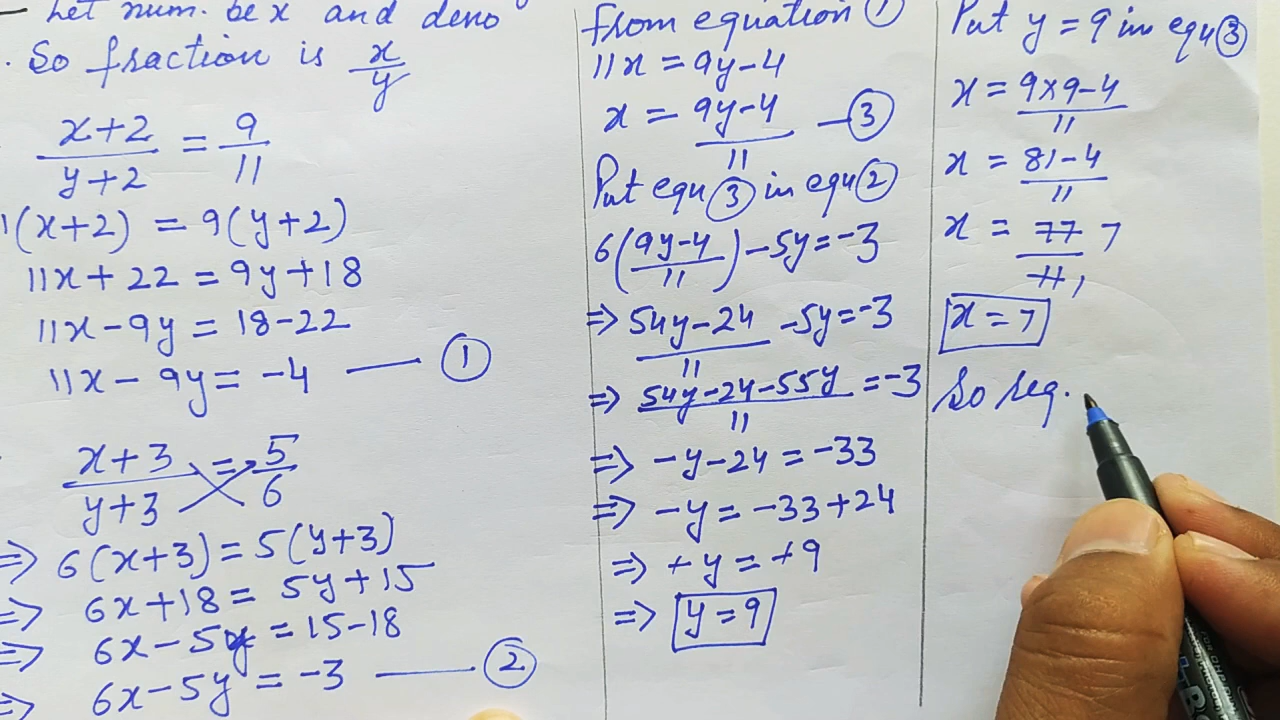 Let num. be x and deno
So fraction is x/y
(x+2)/(y+2) = 9/11
1(x+2) = 9(y+2)
11x+22 = 9y+18
11x-9y = 18-22
11x-9y = -4 — ①
(x+3)/(y+3) = 5/6
=> 6(x+3) = 5(y+3)
=> 6x+18 = 5y+15
=> 6x-5y = 15-18
=> 6x-5y = -3 — ②
from equation ①
11x = 9y-4
x = (9y-4)/11 — ③
Put equ ③ in equ ②
6((9y-4)/11) -5y = -3
=> (54y-24)/11 -5y = -3
=> (54y-24-55y)/11 = -3
=> -y-24 = -33
=> -y = -33+24
=> +y = +9
=> y = 9
Put y = 9 in equ ③
x = (9×9-4)/11
x = (81-4)/11
x = 77/11 7 1
x = 7
So req.